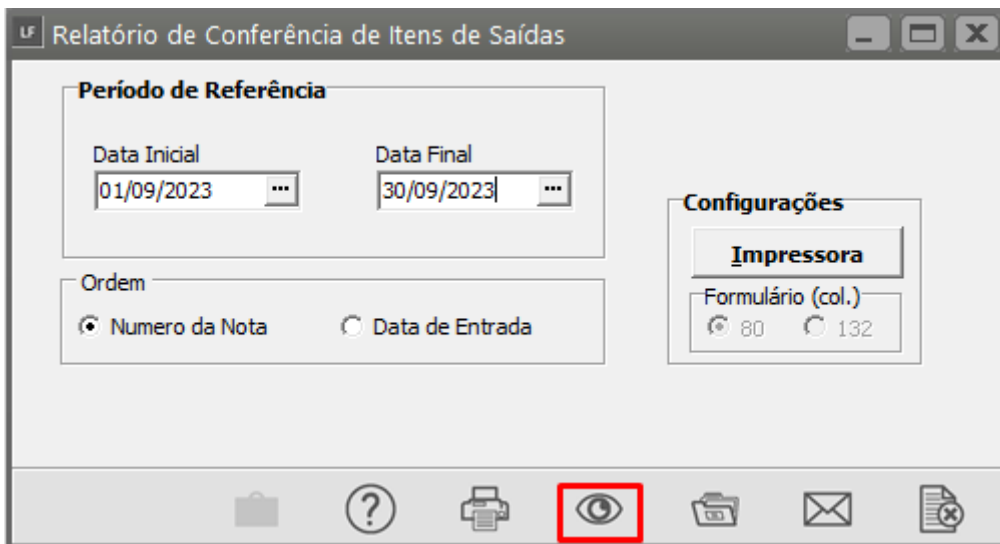 LF Relatório de Conferência de Itens de Saídas
Período de Referência
Data Inicial Data Final
01/09/2023 ... 30/09/2023 ...
Configurações
Impressora
Ordem
Formulário (col.)
Numero da Nota Data de Entrada
80 132